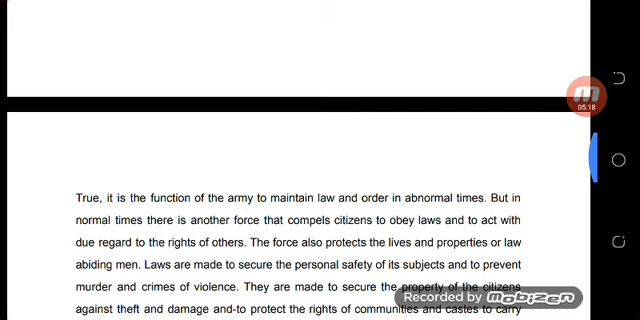 05:18
True, it is the function of the army to maintain law and order in abnormal times. But in
normal times there is another force that compels citizens to obey laws and to act with
due regard to the rights of others. The force also protects the lives and properties or law
abiding men. Laws are made to secure the personal safety of its subjects and to prevent
murder and crimes of violence. They are made to secure the property of the citizens
against theft and damage and-to protect the rights of communities and castes to carry
Recorded by mobizen